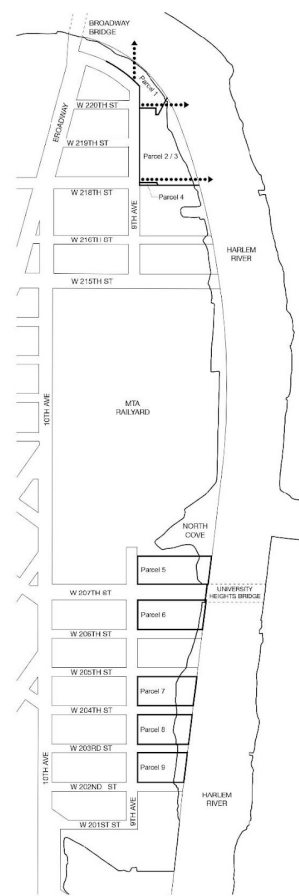 BROADWAY
BRIDGE
BROADWAY
Parcel 1
W 220TH ST
W 219TH ST
Parcel 2 / 3
W 218TH ST
Parcel 4
9TH AVE
W 216TH ST
HARLEM
RIVER
W 215TH ST
10TH AVE
MTA
RAILYARD
NORTH
COVE
Parcel 5
W 207TH ST
UNIVERSITY
HEIGHTS BRIDGE
Parcel 6
W 206TH ST
W 205TH ST
Parcel 7
W 204TH ST
Parcel 8
W 203RD ST
10TH AVE
Parcel 9
W 202ND ST
9TH AVE
HARLEM
RIVER
W 201ST ST